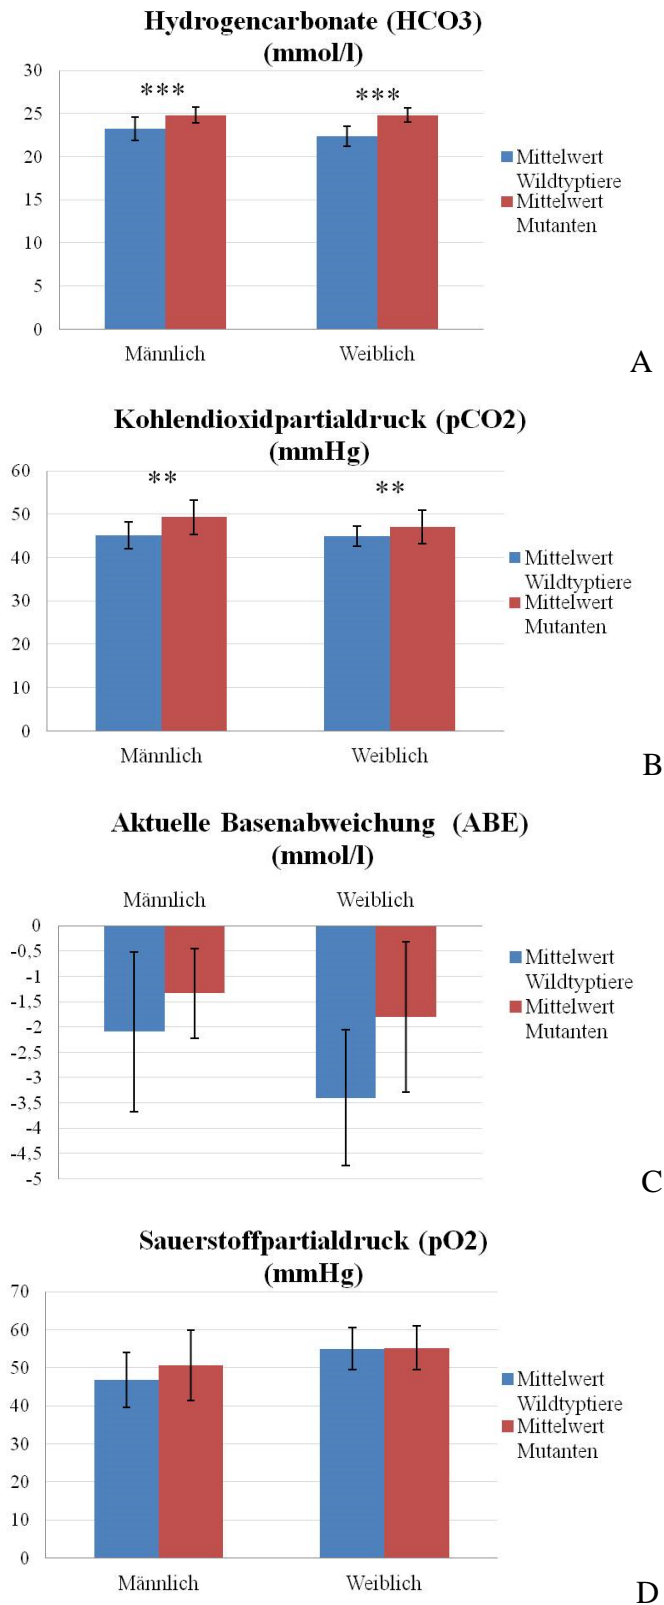 Hydrogencarbonate (HCO3)
(mmol/l)
30
25
20
15
10
5
0
***
***
Männlich
Weiblich
Mittelwert
Wildtyptiere
Mittelwert
Mutanten
A
Kohlendioxidpartialdruck (pCO2)
(mmHg)
60
50
40
30
20
10
0
**
**
Männlich
Weiblich
Mittelwert
Wildtyptiere
Mittelwert
Mutanten
B
Aktuelle Basenabweichung (ABE)
(mmol/l)
Männlich
Weiblich
0
-0,5
-1
-1,5
-2
-2,5
-3
-3,5
-4
-4,5
-5
Mittelwert
Wildtyptiere
Mittelwert
Mutanten
C
Sauerstoffpartialdruck (pO2)
(mmHg)
70
60
50
40
30
20
10
0
Männlich
Weiblich
Mittelwert
Wildtyptiere
Mittelwert
Mutanten
D